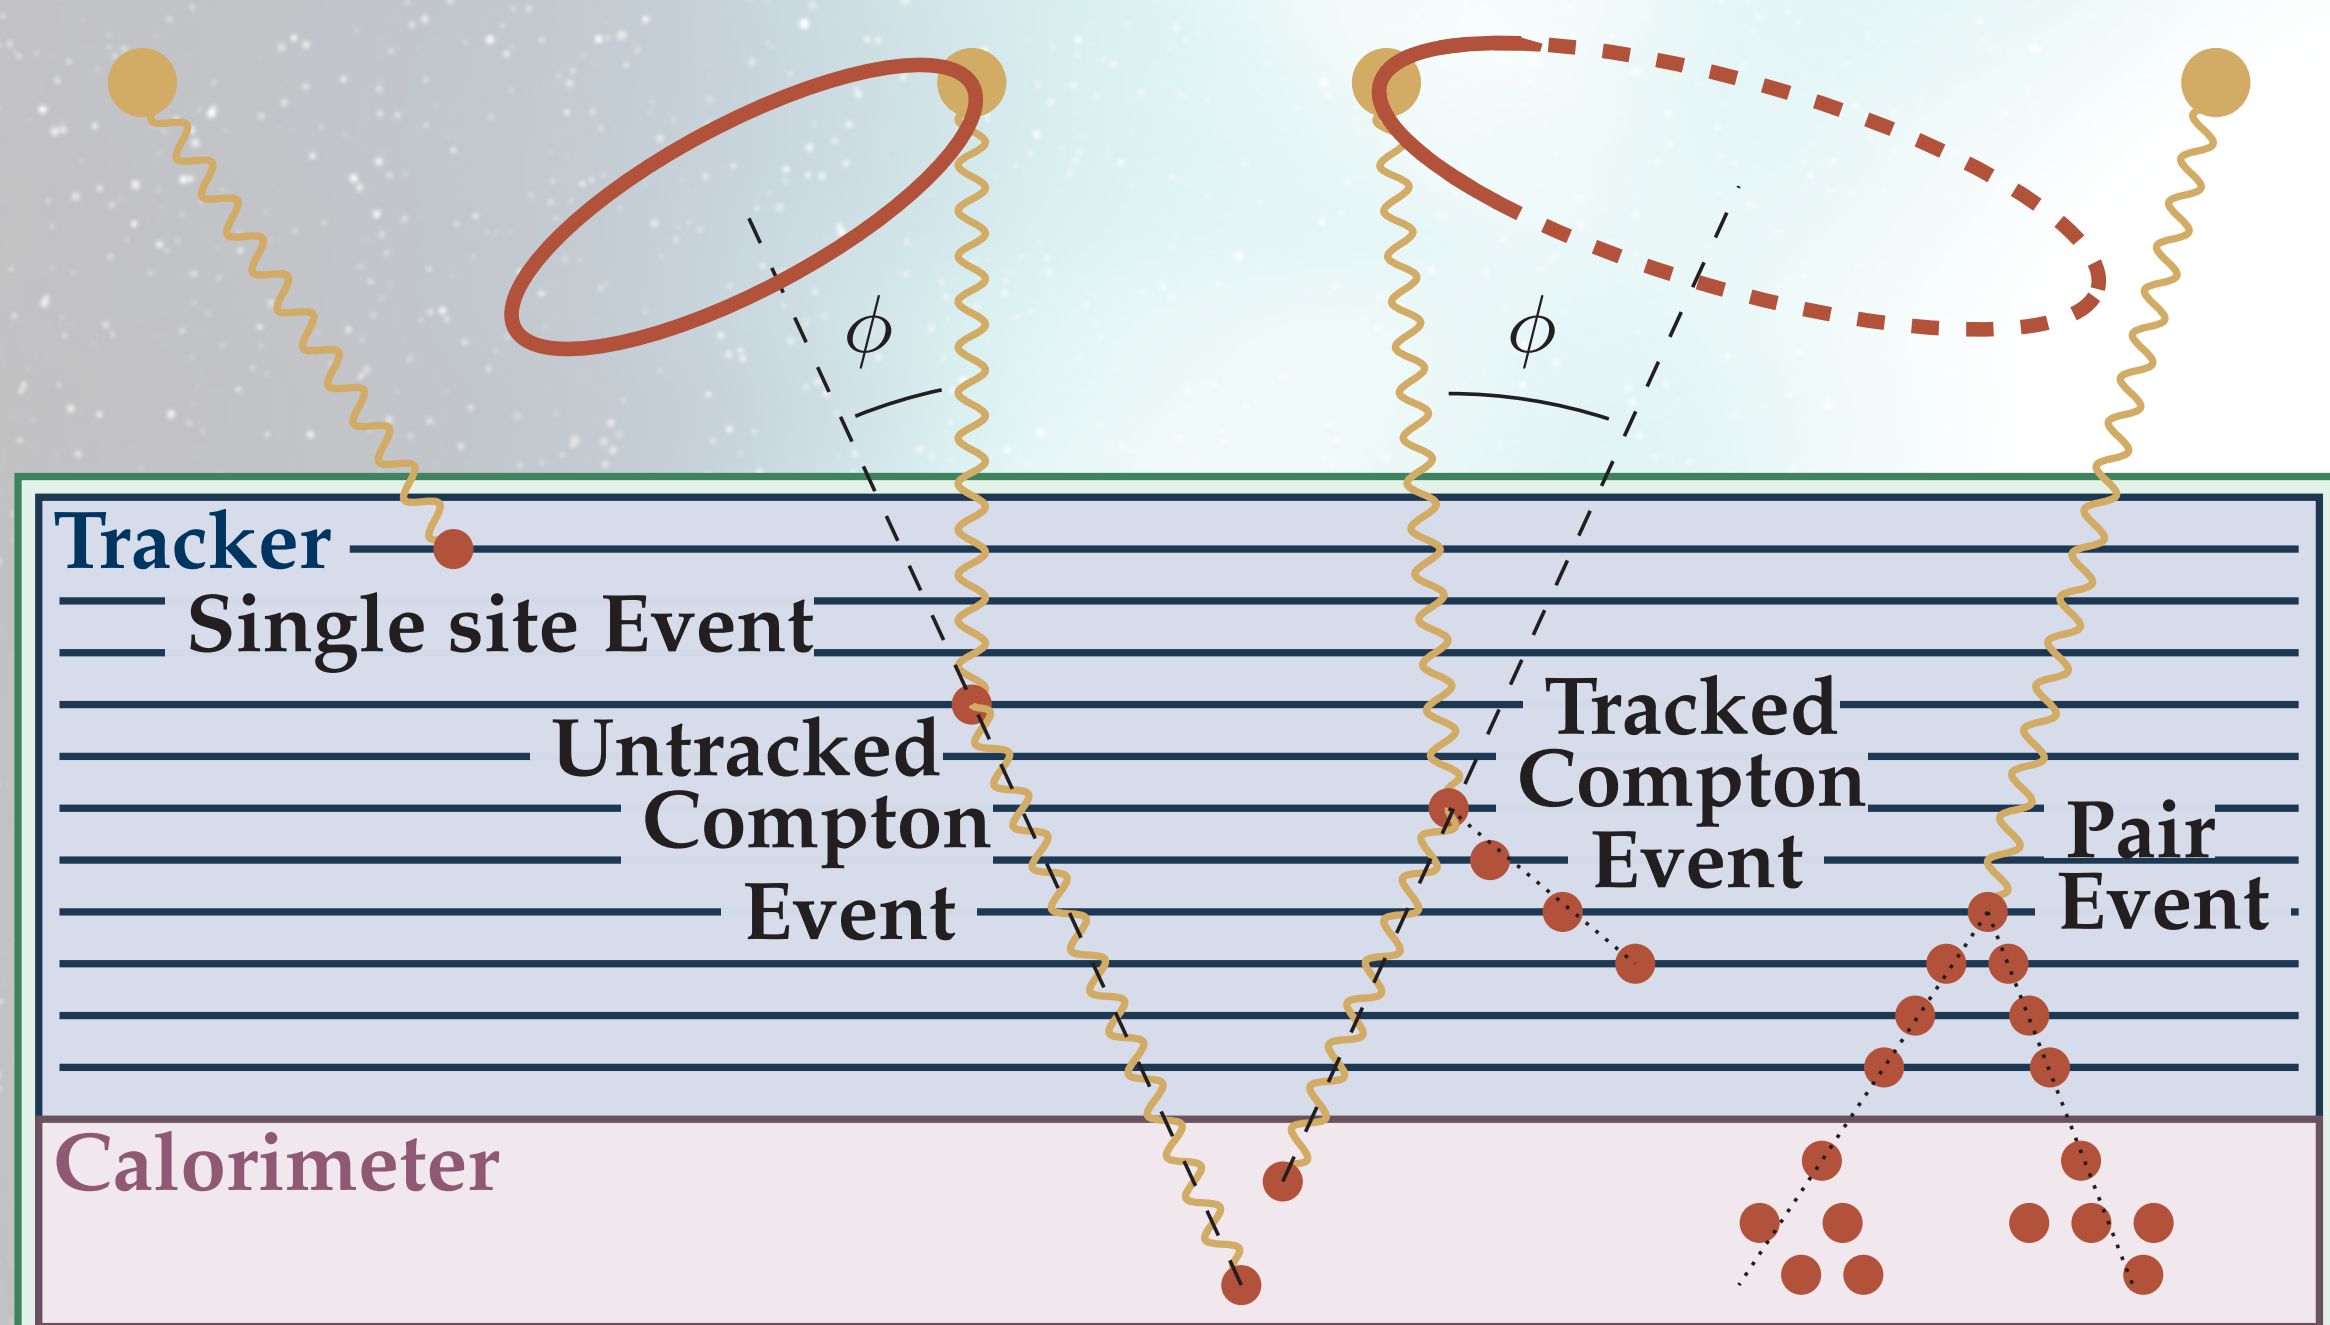 ϕ
ϕ
Tracker
Single site Event
Untracked
Compton
Event
Tracked
Compton
Event
Pair
Event
Calorimeter